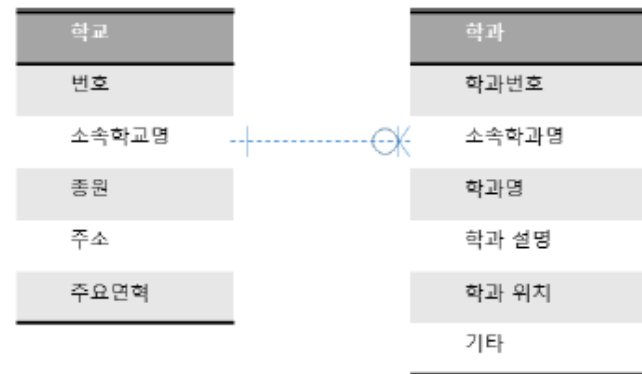 학교
번호
소속학교명
종원
주소
주요연혁
학과
학과번호
소속학과명
학과명
학과 설명
학과 위치
기타